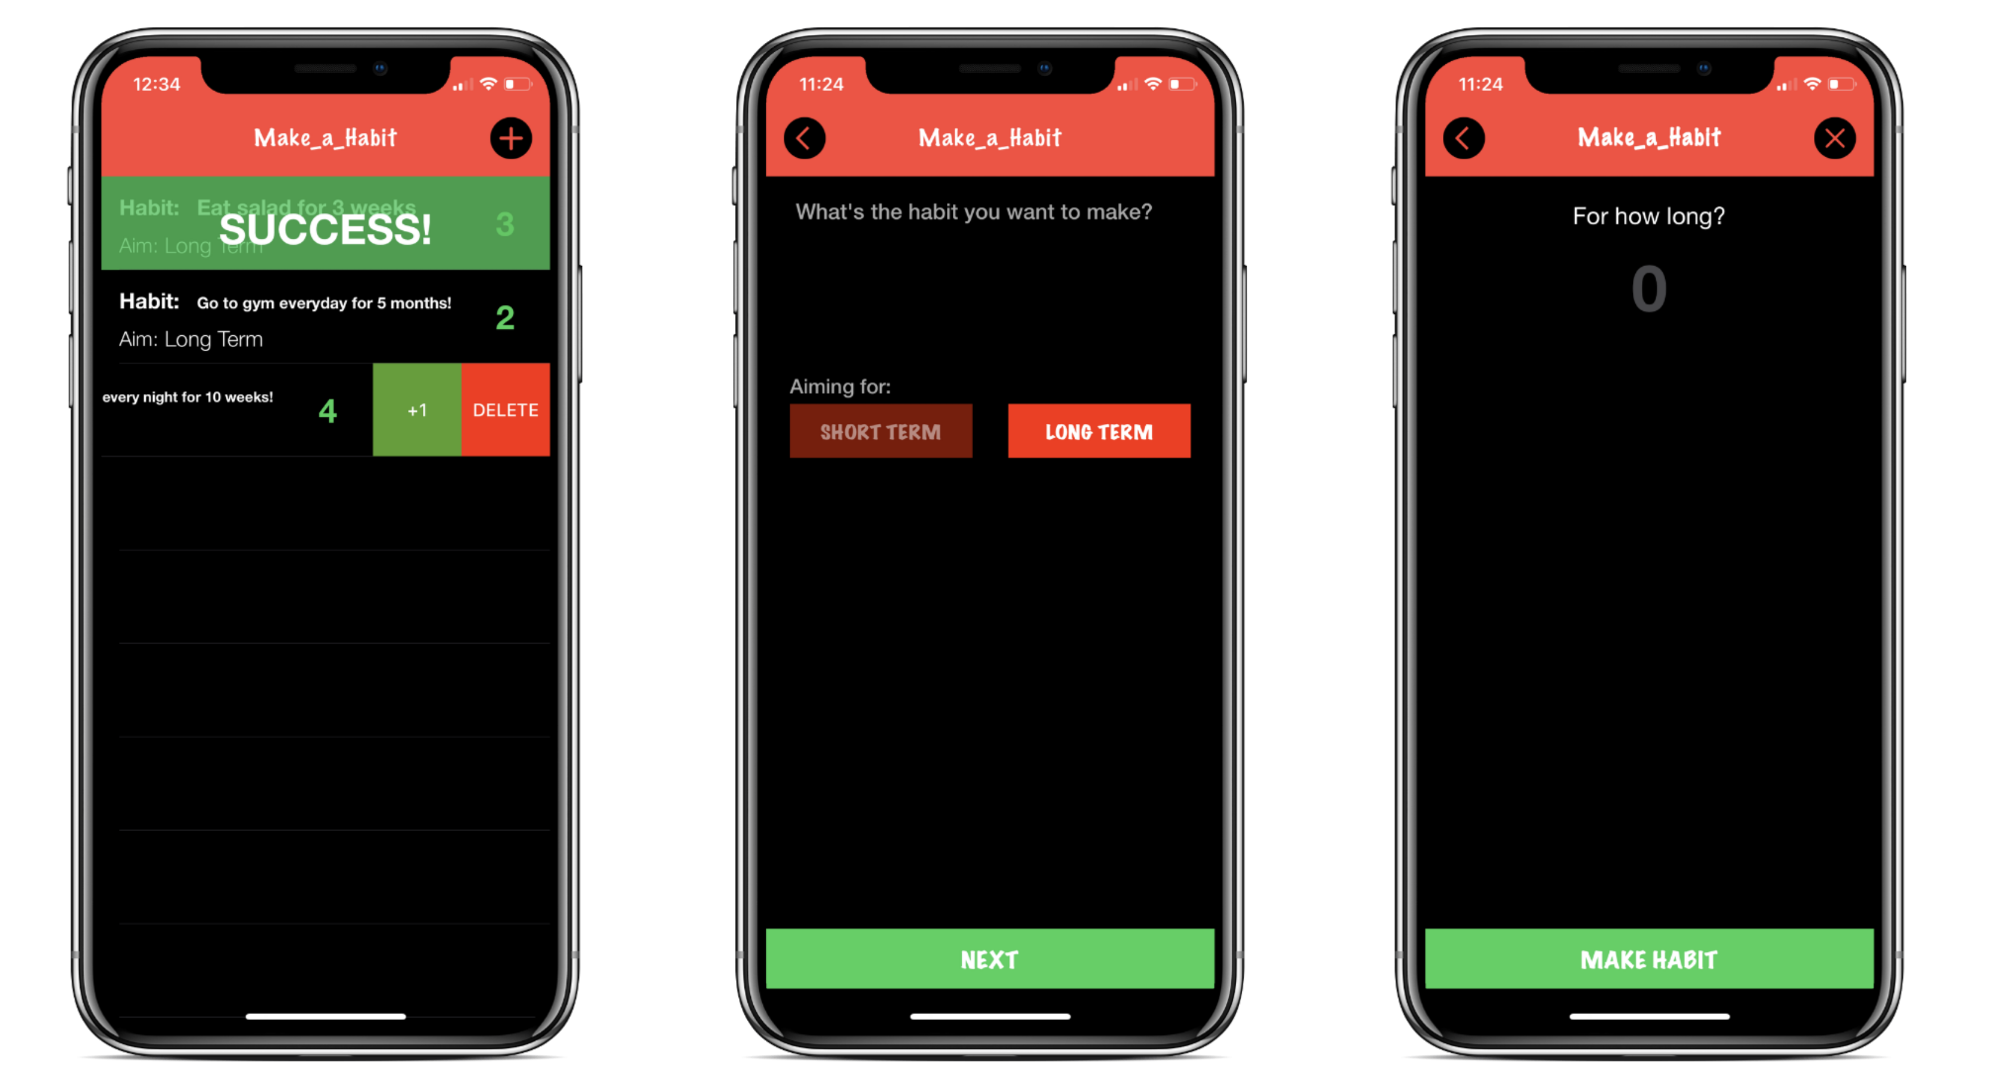 12:34
Make_a_Habit
Habit: Eat salad for 3 weeks
3
SUCCESS!
Aim: Long Term
Habit: Go to gym everyday for 5 months!
2
Aim: Long Term
every night for 10 weeks!
4
+1
DELETE
11:24
Make_a_Habit
What's the habit you want to make?
Aiming for:
SHORT TERM
LONG TERM
NEXT
11:24
Make_a_Habit
For how long?
0
MAKE HABIT